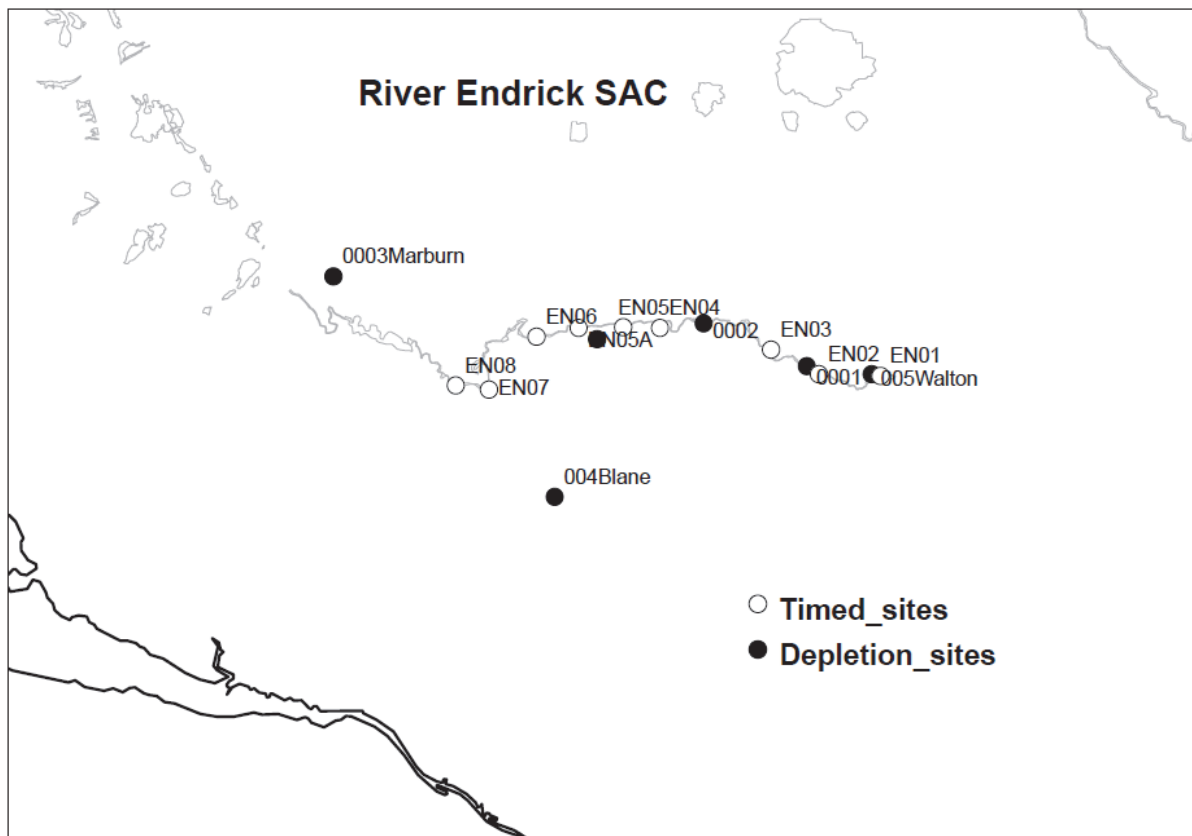 River Endrick SAC
0003Marburn
EN06
EN05EN04
EN05A
0002
EN03
EN08
EN07
EN02
EN01
0001
005Walton
004Blane
Timed_sites
Depletion_sites